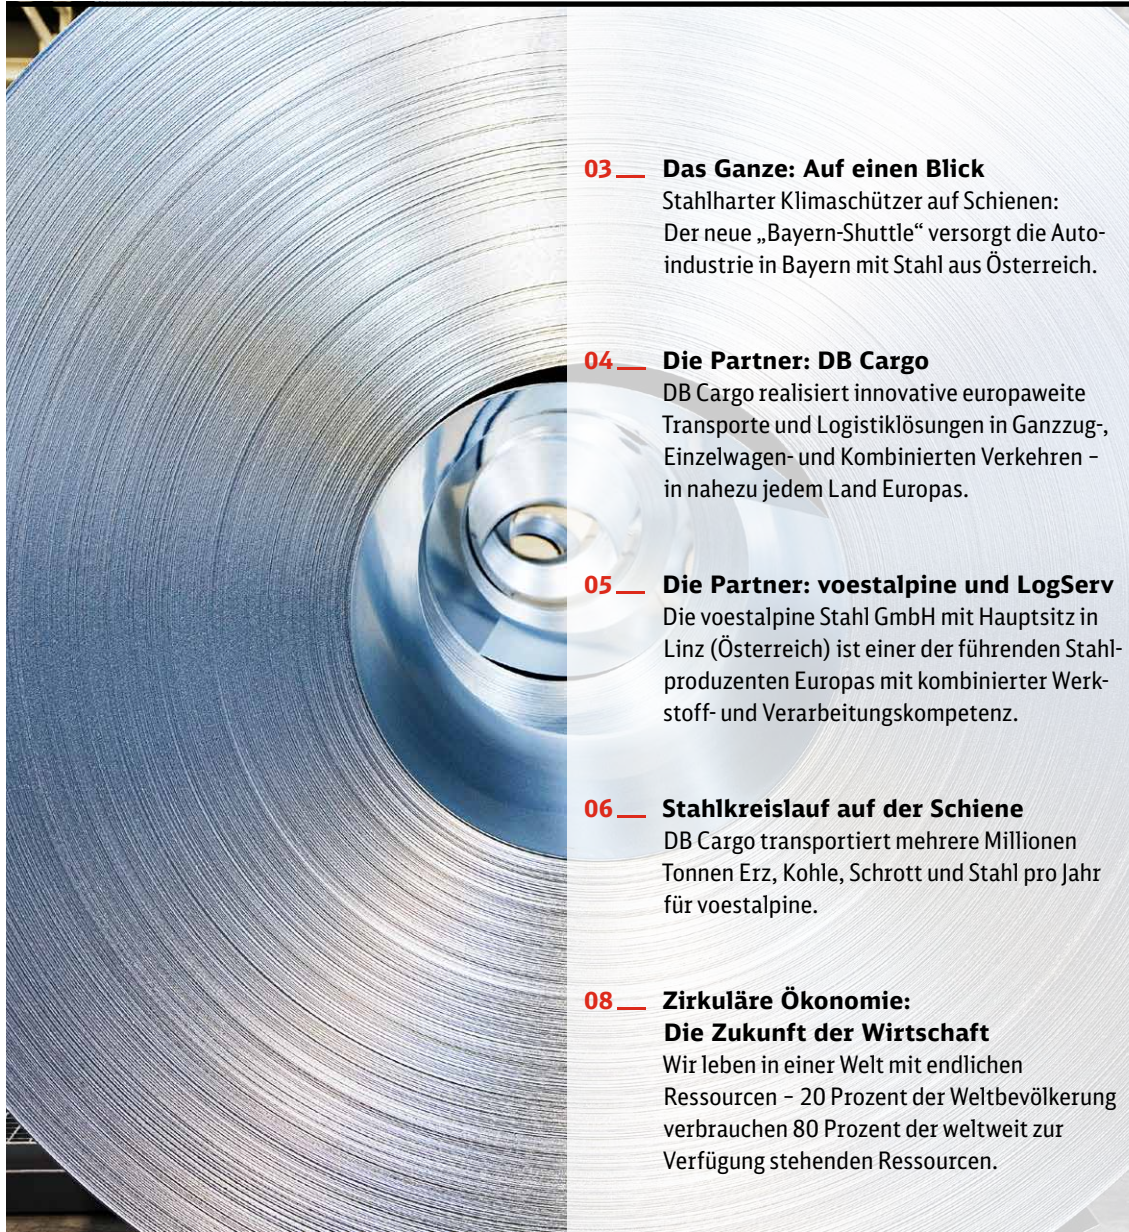 03 Das Ganze: Auf einen Blick
Stahlharter Klimaschützer auf Schienen:
Der neue „Bayern-Shuttle“ versorgt die Auto-
industrie in Bayern mit Stahl aus Österreich.
04 Die Partner: DB Cargo
DB Cargo realisiert innovative europaweite
Transporte und Logistiklösungen in Ganzzug-,
Einzelwagen- und Kombinierten Verkehren –
in nahezu jedem Land Europas.
05 Die Partner: voestalpine und LogServ
Die voestalpine Stahl GmbH mit Hauptsitz in
Linz (Österreich) ist einer der führenden Stahl-
produzenten Europas mit kombinierter Werk-
stoff- und Verarbeitungskompetenz.
06 Stahlkreislauf auf der Schiene
DB Cargo transportiert mehrere Millionen
Tonnen Erz, Kohle, Schrott und Stahl pro Jahr
für voestalpine.
08 Zirkuläre Ökonomie:
Die Zukunft der Wirtschaft
Wir leben in einer Welt mit endlichen
Ressourcen – 20 Prozent der Weltbevölkerung
verbrauchen 80 Prozent der weltweit zur
Verfügung stehenden Ressourcen.